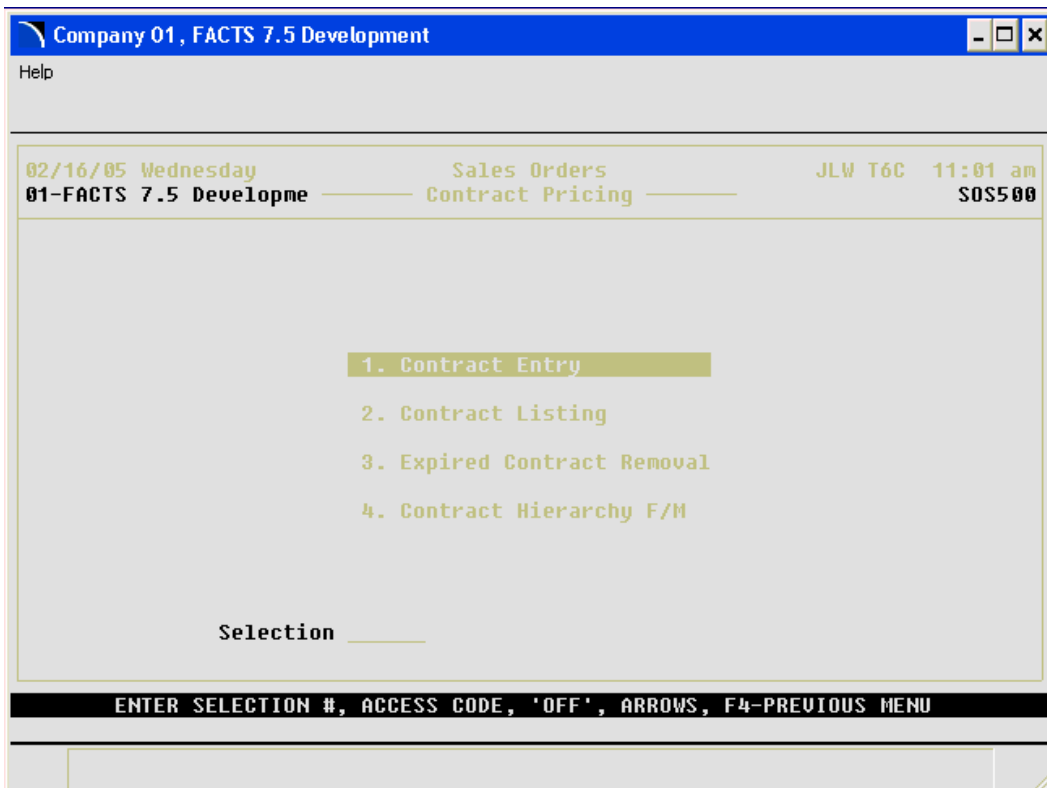 Company 01, FACTS 7.5 Development
Help
02/16/05 Wednesday Sales Orders JLW T6C 11:01 am
01-FACTS 7.5 Developme Contract Pricing SOS500
1. Contract Entry
2. Contract Listing
3. Expired Contract Removal
4. Contract Hierarchy F/M
Selection ______
ENTER SELECTION #, ACCESS CODE, 'OFF', ARROWS, F4-PREVIOUS MENU